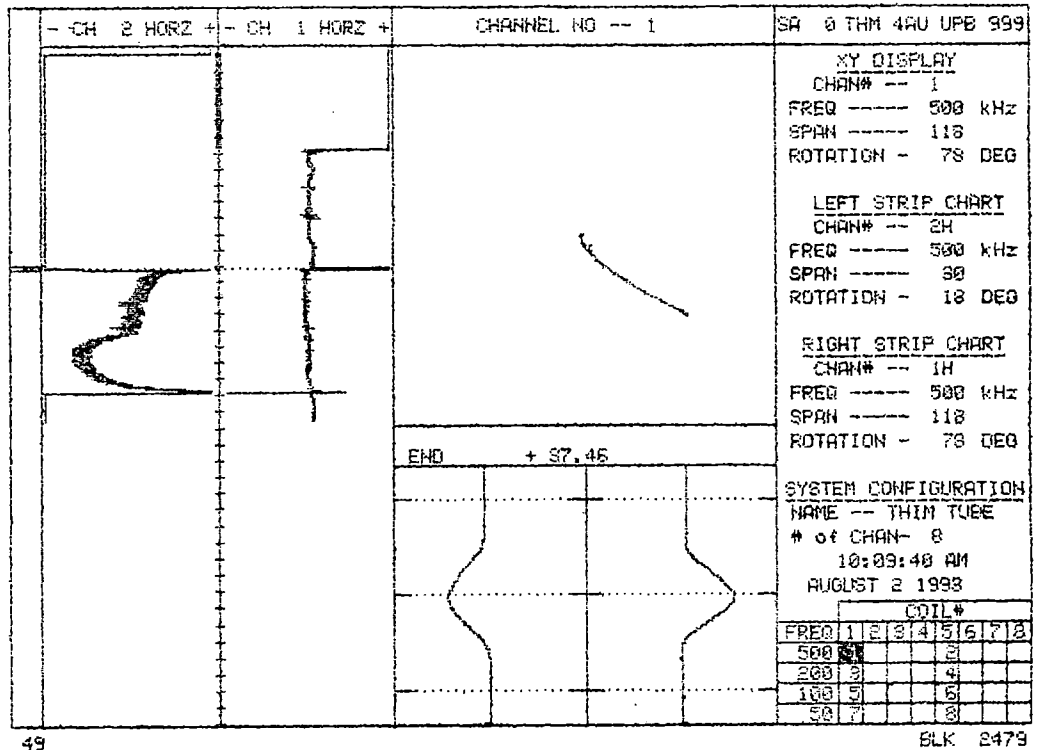 - CH 2 HORZ +
- CH 1 HORZ +
CHANNEL NO -- 1
SA 0 THM 4AU UPB 999
XY DISPLAY
CHAN# -- 1
FREQ ----- 500 kHz
SPAN ----- 118
ROTATION - 78 DEG
LEFT STRIP CHART
CHAN# -- 2H
FREQ ----- 500 kHz
SPAN -----
ROTATION - 18 DEG
RIGHT STRIP CHART
CHAN# -- 1H
FREQ ----- 500 kHz
SPAN ----- 118
ROTATION - 78 DEG
END + 37.46
SYSTEM CONFIGURATION
NAME -- THIM TUBE
# of CHAN- 8
10:09:40 AM
AUGUST 2 1993
COIL#
FREQ 1 2 3 4 5 6 7 8
500 2
200 3 4
100 5 6
50 7 8
49
BLK 2479